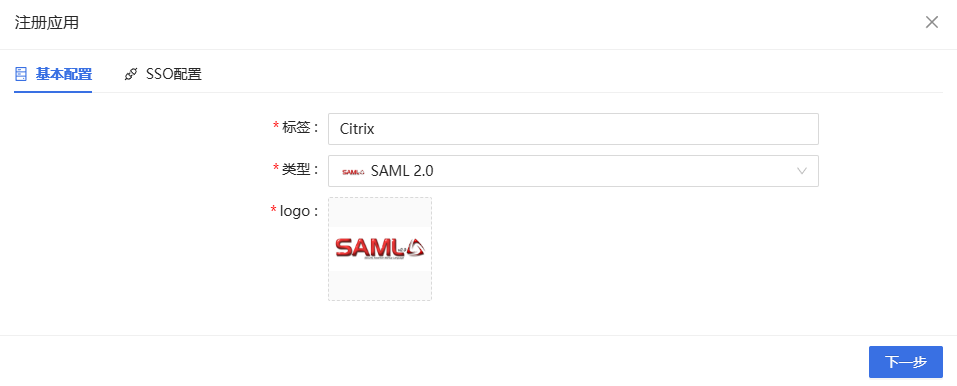 注册应用
基本配置 SSO配置
* 标签 : Citrix
* 类型 : SAML SAML 2.0
* logo :
SAML
下一步